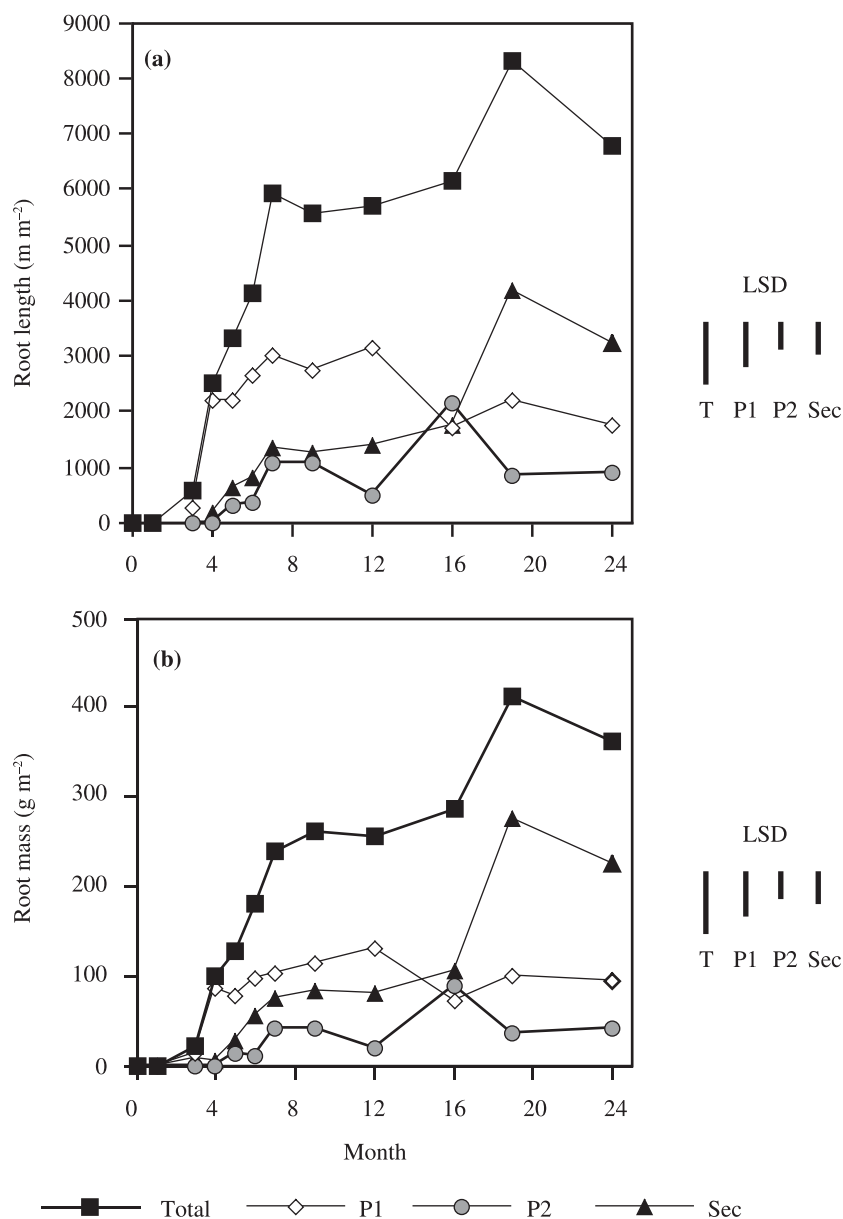 9000
(a)
8000
7000
6000
5000
4000
3000
2000
1000
0
Root length (m m⁻²)
0 4 8 12 16 20 24
LSD
T P1 P2 Sec
500
(b)
400
300
200
100
0
Root mass (g m⁻²)
0 4 8 12 16 20 24
LSD
T P1 P2 Sec
Month
Total P1 P2 Sec